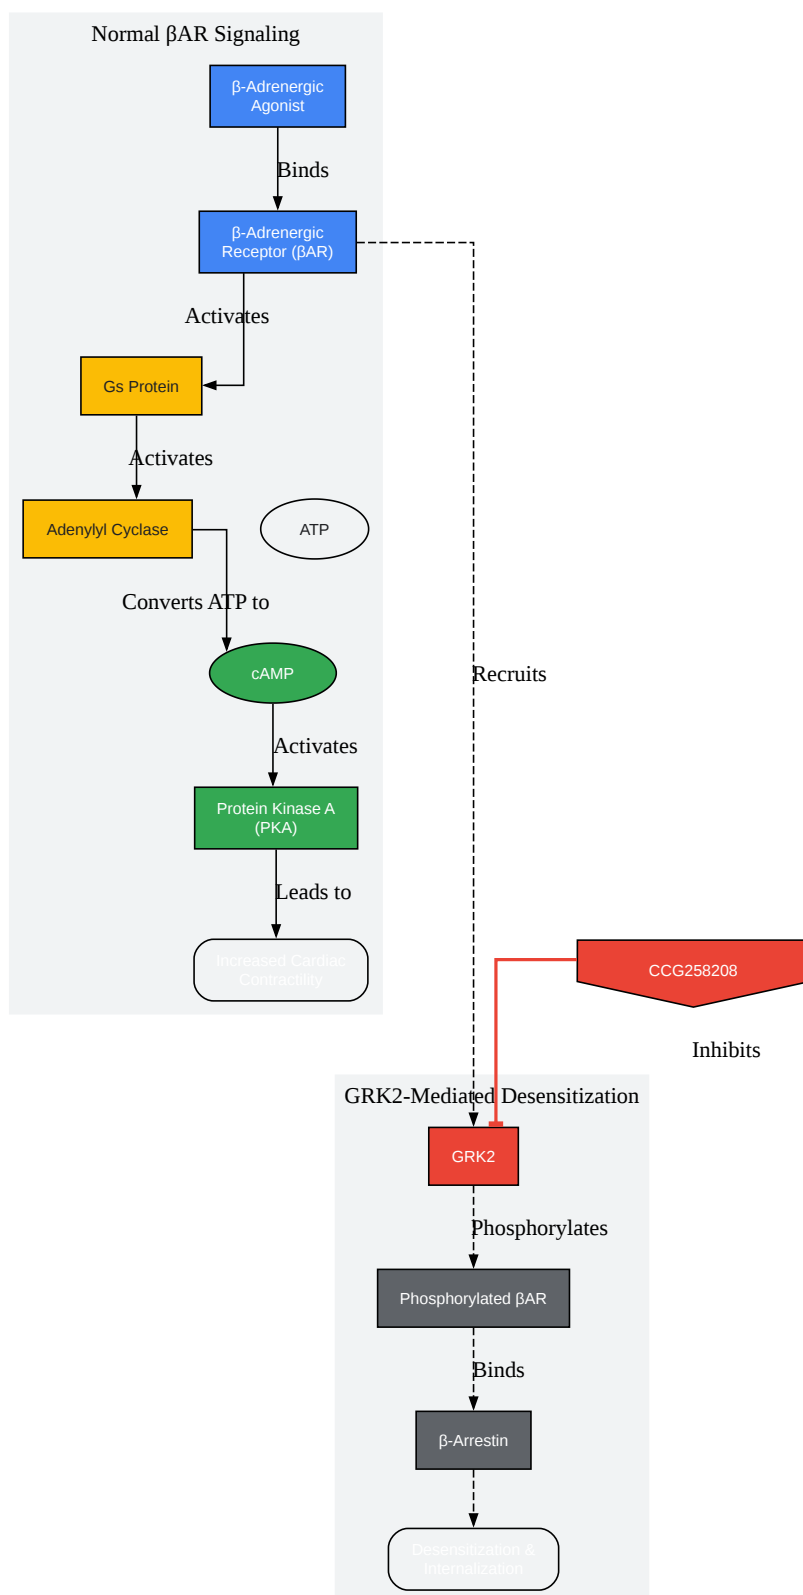 Normal βAR Signaling
β-Adrenergic
Agonist
Binds
β-Adrenergic
Receptor (βAR)
Activates
Gs Protein
Activates
Adenylyl Cyclase
ATP
Converts ATP to
cAMP
Recruits
Activates
Protein Kinase A
(PKA)
Leads to
Increased Cardiac
Contractility
CCG258208
Inhibits
GRK2-Mediated Desensitization
GRK2
Phosphorylates
Phosphorylated βAR
Binds
β-Arrestin
Desensitization &
Internalization